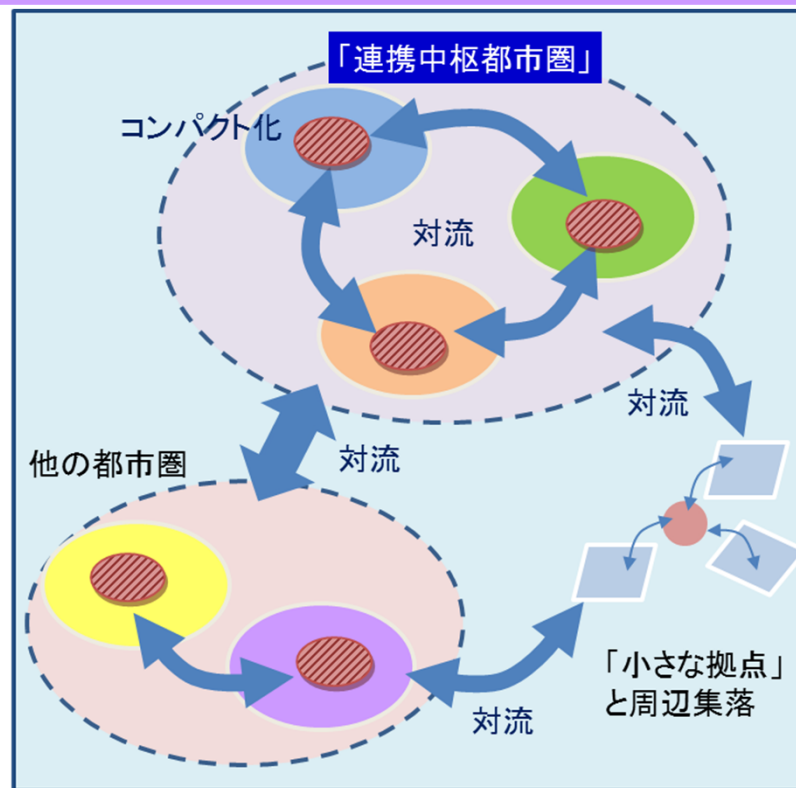 「連携中枢都市圏」
コンパクト化
対流
対流
対流
他の都市圏
「小さな拠点」
と周辺集落
対流